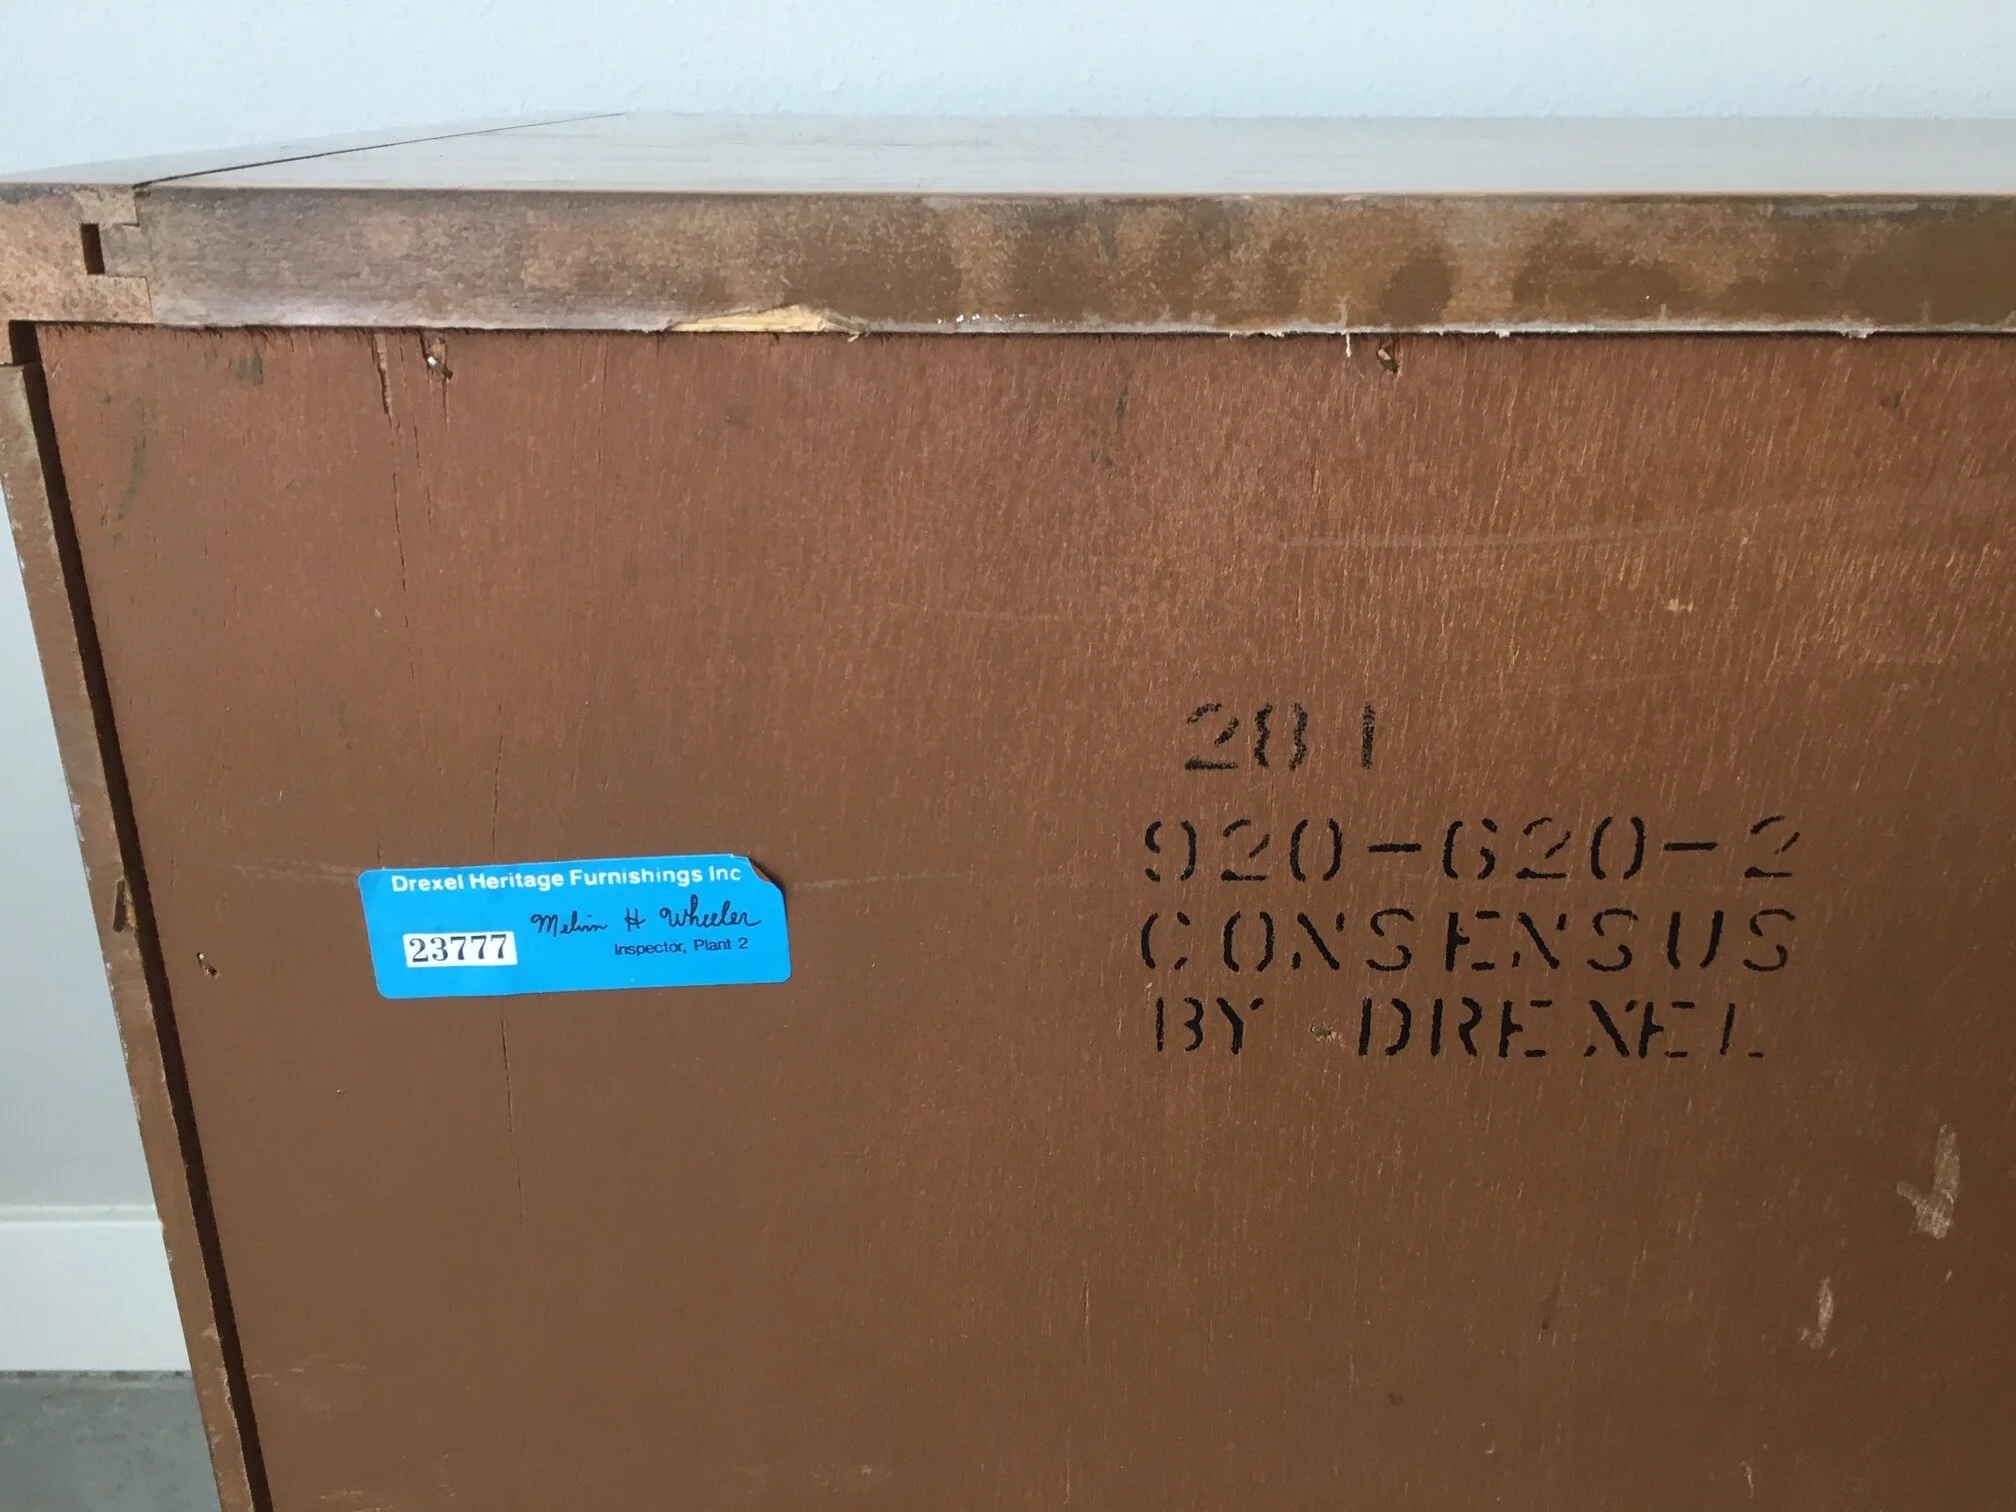 Drexel Heritage Furnishings Inc
Melvin H Wheeler
23777
Inspector, Plant 2
281
920-620-2
CONSENSUS
BY DREXEL